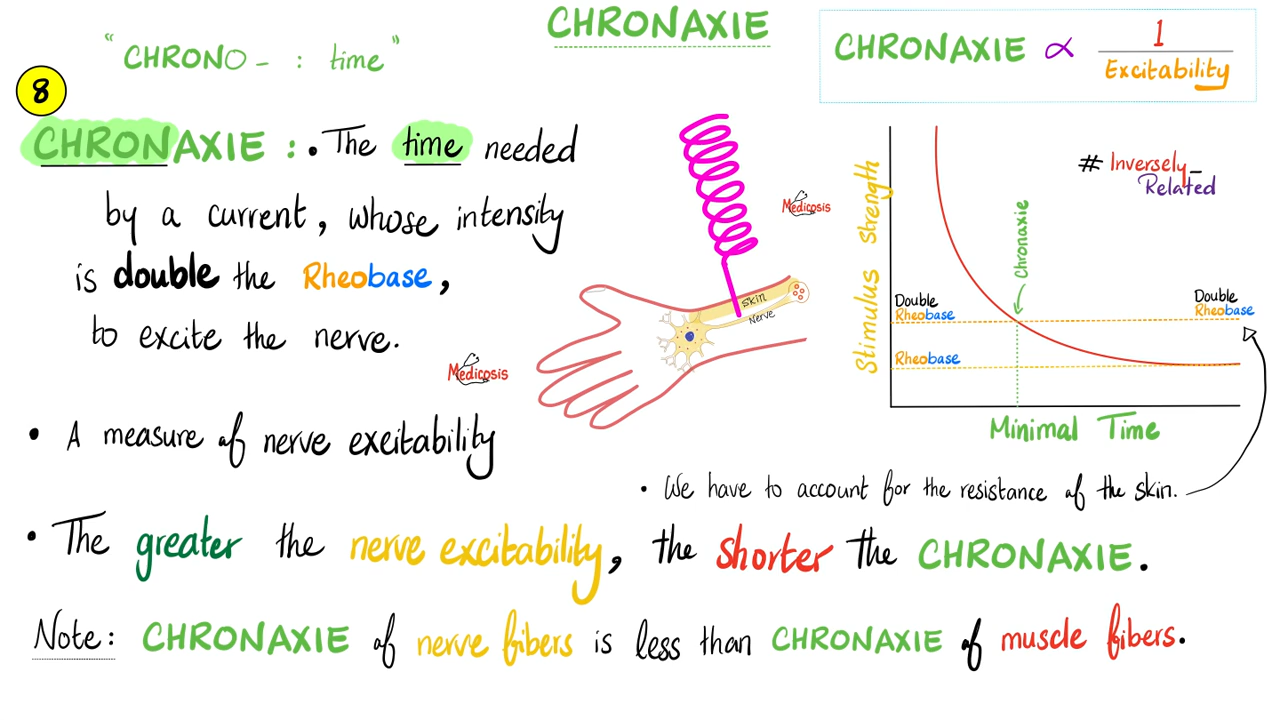 CHRONAXIE
"CHRONO- : time"
CHRONAXIE ∝ 1
Excitability
8
CHRONAXIE : • The time needed
by a current, whose intensity
is double the Rheobase,
to excite the nerve.
Medicosis
• A measure of nerve excitability
skin
Nerve
Medicosis
# Inversely-
Related
Stimulus Strength
Chronaxie
Double
Rheobase
Double
Rheobase
Rheobase
Minimal Time
• We have to account for the resistance of the skin.
• The greater the nerve excitability, the shorter the CHRONAXIE.
Note: CHRONAXIE of nerve fibers is less than CHRONAXIE of muscle fibers.